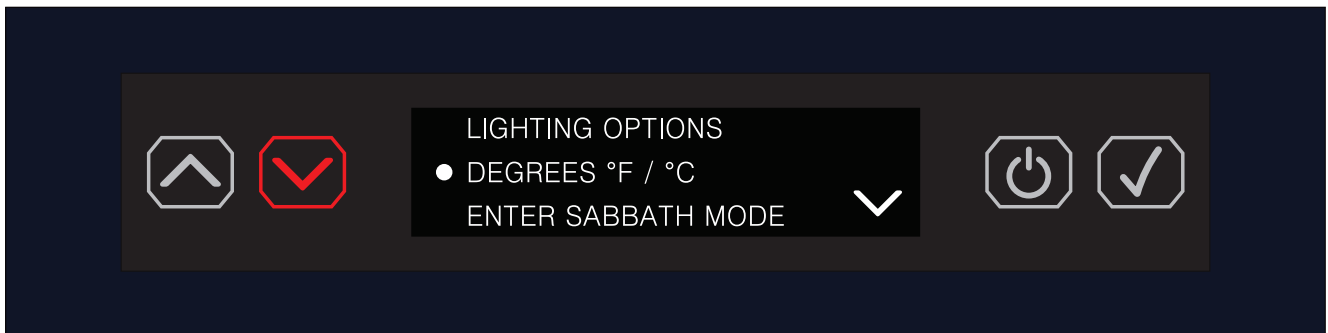 LIGHTING OPTIONS
DEGREES °F / °C
ENTER SABBATH MODE